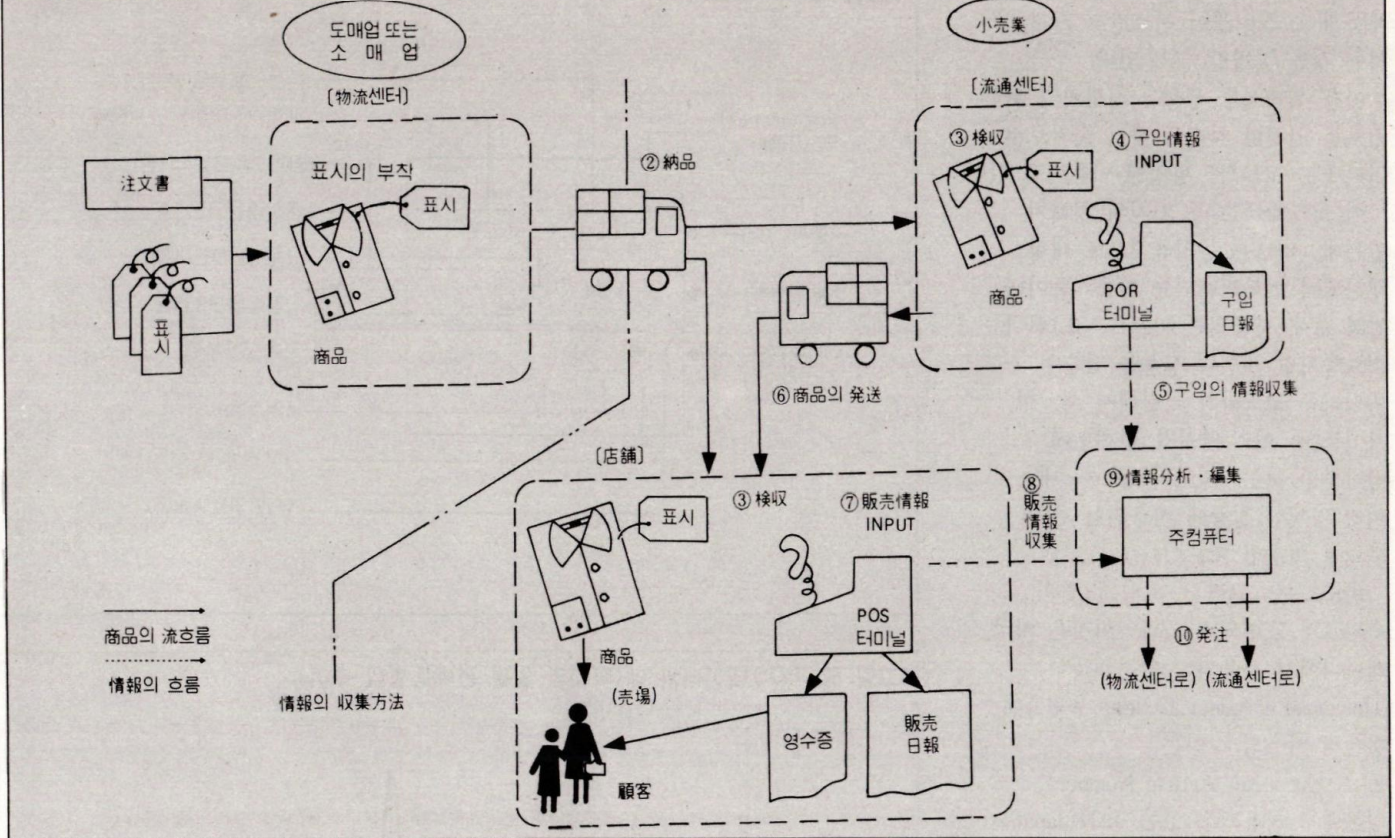 도매업 또는
소 매 업
〔物流센터〕
注文書
표시
표시의 부착
표시
商品
②納品
小売業
〔流通센터〕
③検収
표시
④구입情報
INPUT
商品
POR
터미널
구입
日報
⑥商品의 発送
⑤구입의 情報収集
〔店舗〕
표시
③検収
⑦販売情報
INPUT
商品
POS
터미널
(売場)
영수증
販売
日報
顧客
⑧
販売
情報
収集
⑨情報分析・編集
주컴퓨터
⑩発注
(物流센터로)
(流通센터로)
商品의 流흐름
情報의 흐름
情報의 収集方法